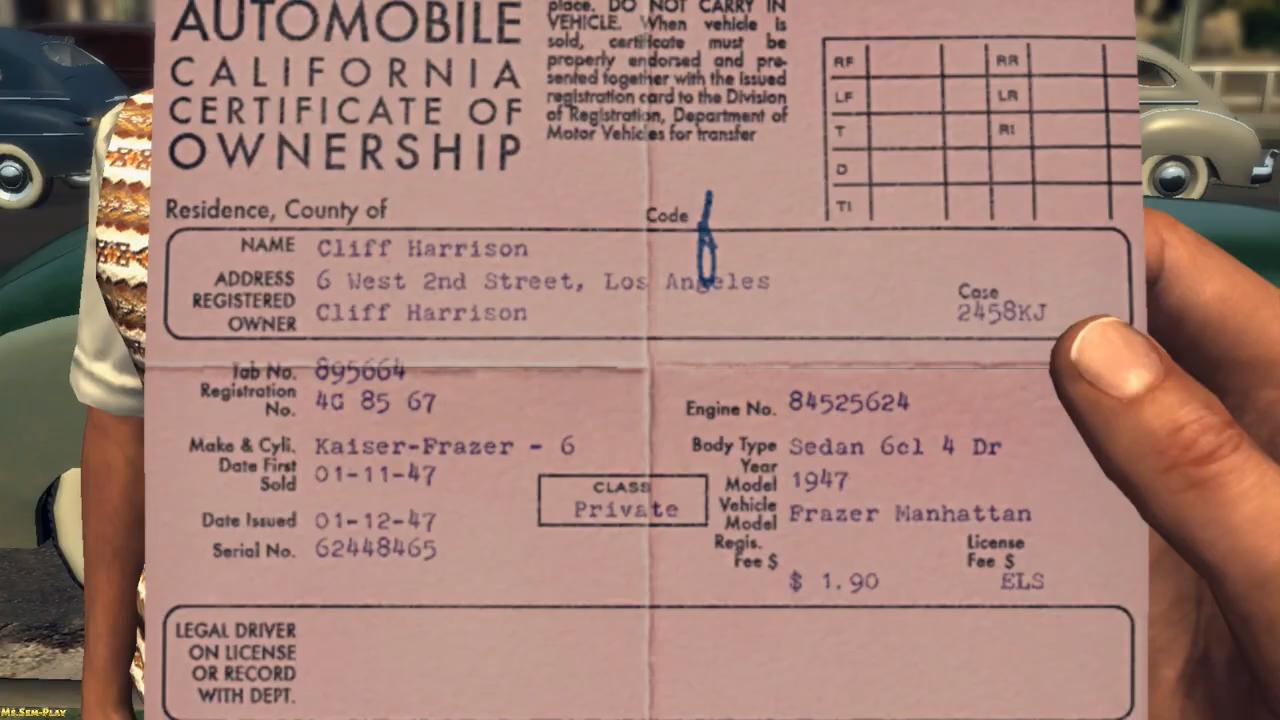 AUTOMOBILE
CALIFORNIA
CERTIFICATE OF
OWNERSHIP
place. DO NOT CARRY IN
VEHICLE. When vehicle is
sold, certificate must be
properly endorsed and pre-
sented together with the issued
registration card to the Division
of Registration, Department of
Motor Vehicles for transfer
RF RR
LF LR
T R1
D
T1
Residence, County of Code
NAME Cliff Harrison
ADDRESS 6 West 2nd Street, Los Angeles
REGISTERED OWNER Cliff Harrison
Case
2458KJ
Tab No. 895664
Registration No. 4G 85 67
Engine No. 84525624
Make & Cyli. Kaiser-Frazer - 6
Body Type Sedan 6cl 4 Dr
Date First Sold 01-11-47
Year Model 1947
CLASS
Private
Vehicle Model Frazer Manhattan
Date Issued 01-12-47
Serial No. 62448465
Regis. Fee $ $ 1.90
License Fee $ ELS
LEGAL DRIVER
ON LICENSE
OR RECORD
WITH DEPT.
Mr.Sem-Play